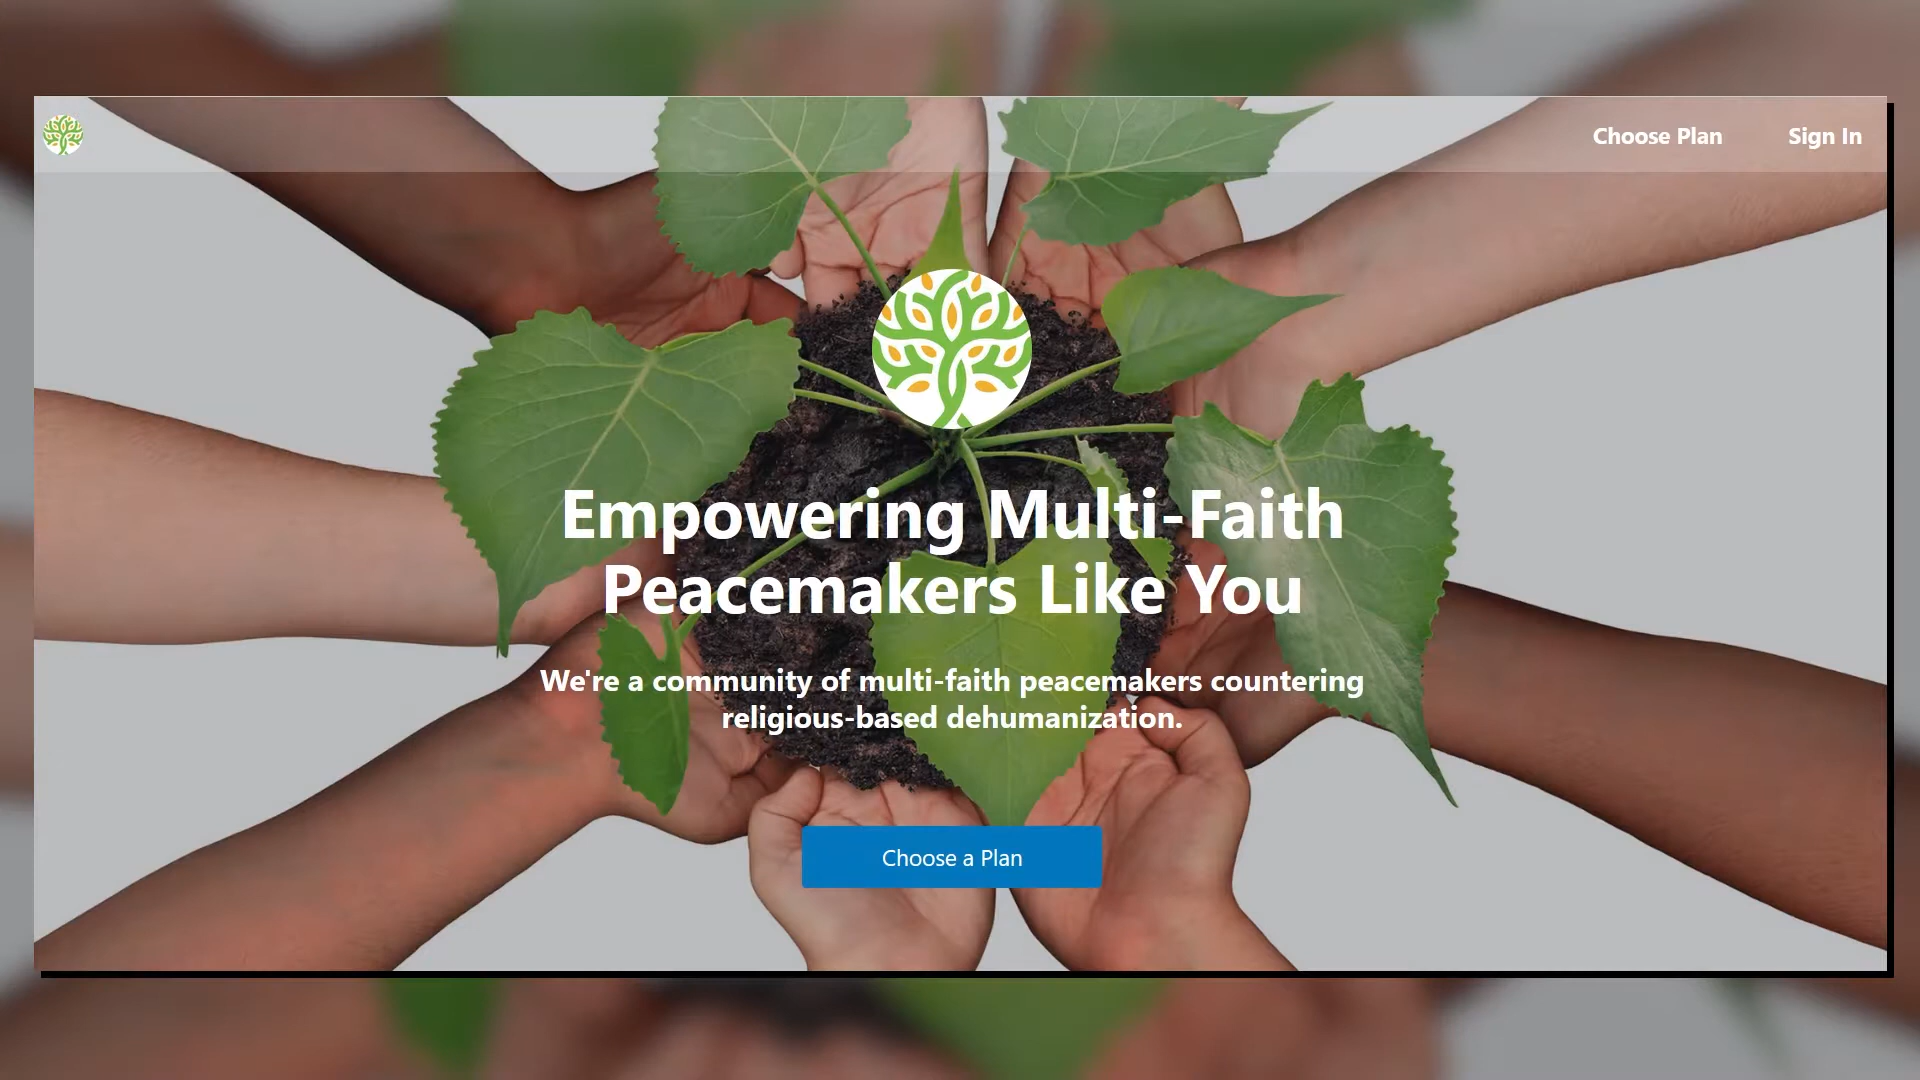 Choose Plan
Sign In
Empowering Multi-Faith
Peacemakers Like You
We're a community of multi-faith peacemakers countering
religious-based dehumanization.
Choose a Plan